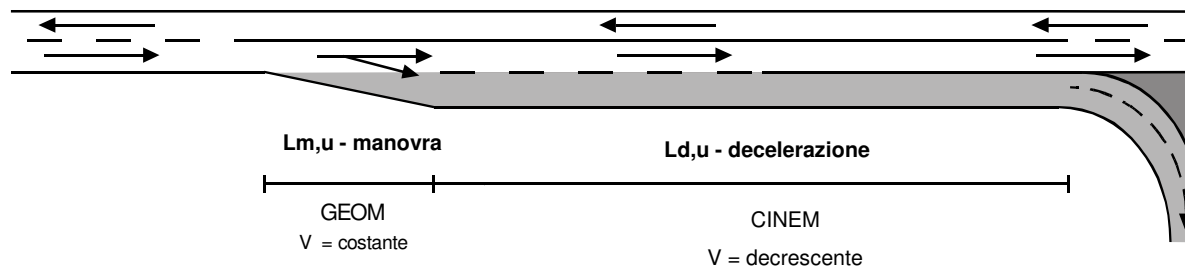 Lm,u - manovra
Ld,u - decelerazione
GEOM
V = costante
CINEM
V = decrescente